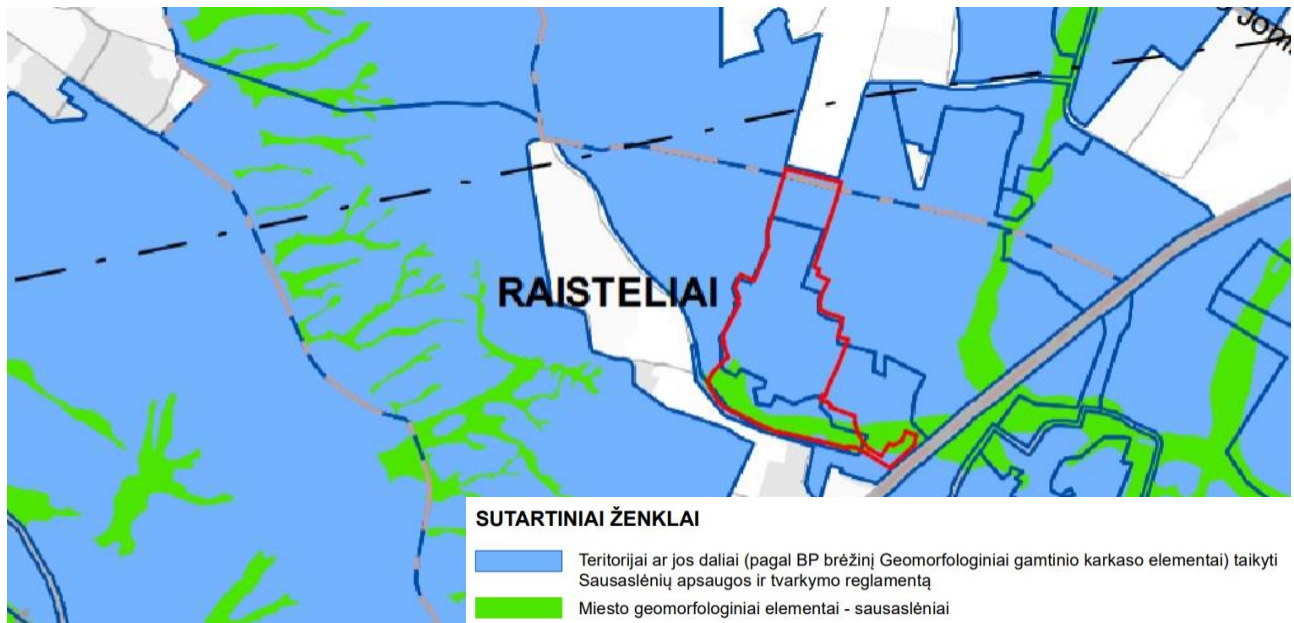 RAISTELIAI
SUTARTINIAI ŽENKLAI
Teritorijai ar jos daliai (pagal BP brėžinį Geomorfologiniai gamtinio karkaso elementai) taikyti
Sausaslėnių apsaugos ir tvarkymo reglamentą
Miesto geomorfologiniai elementai - sausaslėniai